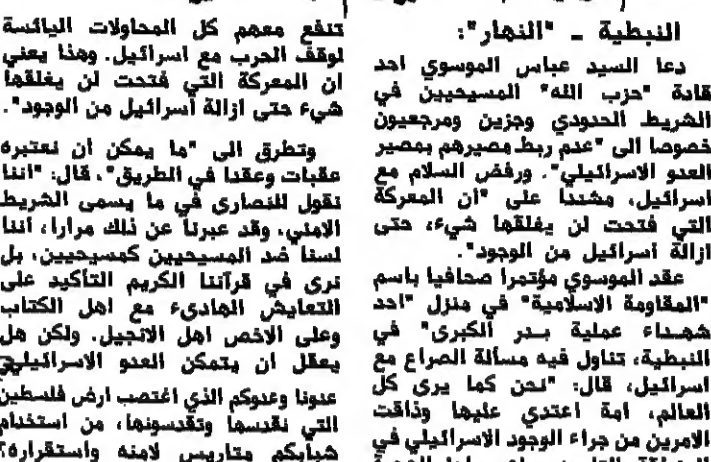 النبطية ـ "النهار":
دعا السيد عباس الموسوي احد
قادة "حزب الله" المسيحيين في
الشريط الحدودي وجزين ومرجعيون
خصوصا الى "عدم ربط مصيرهم بمصير
العدو الاسرائيلي". ورفض السلام مع
اسرائيل، مشددا على "ان المعركة
التي فتحت لن يغلقها شيء، حتى
ازالة اسرائيل من الوجود".
عقد الموسوي مؤتمرا صحافيا باسم
"المقاومة الاسلامية" في منزل "احد
شهداء عملية بدر الكبرى" في
النبطية، تناول فيه مسألة الصراع مع
اسرائيل، قال: "نحن كما يرى كل
العالم، امة اعتدي عليها وذاقت
الامرين من جراء الوجود الاسرائيلي في
تنفع معهم كل المحاولات اليائسة
لوقف الحرب مع اسرائيل. وهذا يعني
ان المعركة التي فتحت لن يغلقها
شيء حتى ازالة اسرائيل من الوجود".
وتطرق الى "ما يمكن ان نعتبره
عقبات وعقدا في الطريق"، قال: "اننا
نقول للنصارى في ما يسمى الشريط
الامني، وقد عبرنا عن ذلك مرارا، أننا
لسنا ضد المسيحيين كمسيحيين، بل
نرى في قرآننا الكريم التأكيد على
التعايش الهادىء مع اهل الكتاب
وعلى الاخص اهل الانجيل. ولكن هل
يعقل ان يتمكن العدو الاسرائيلي
عدونا وعدوكم الذي اغتصب ارض فلسطين
التي نقدسها وتقدسونها، من استخدام
شبابكم متاريس لامنه واستقراره؟